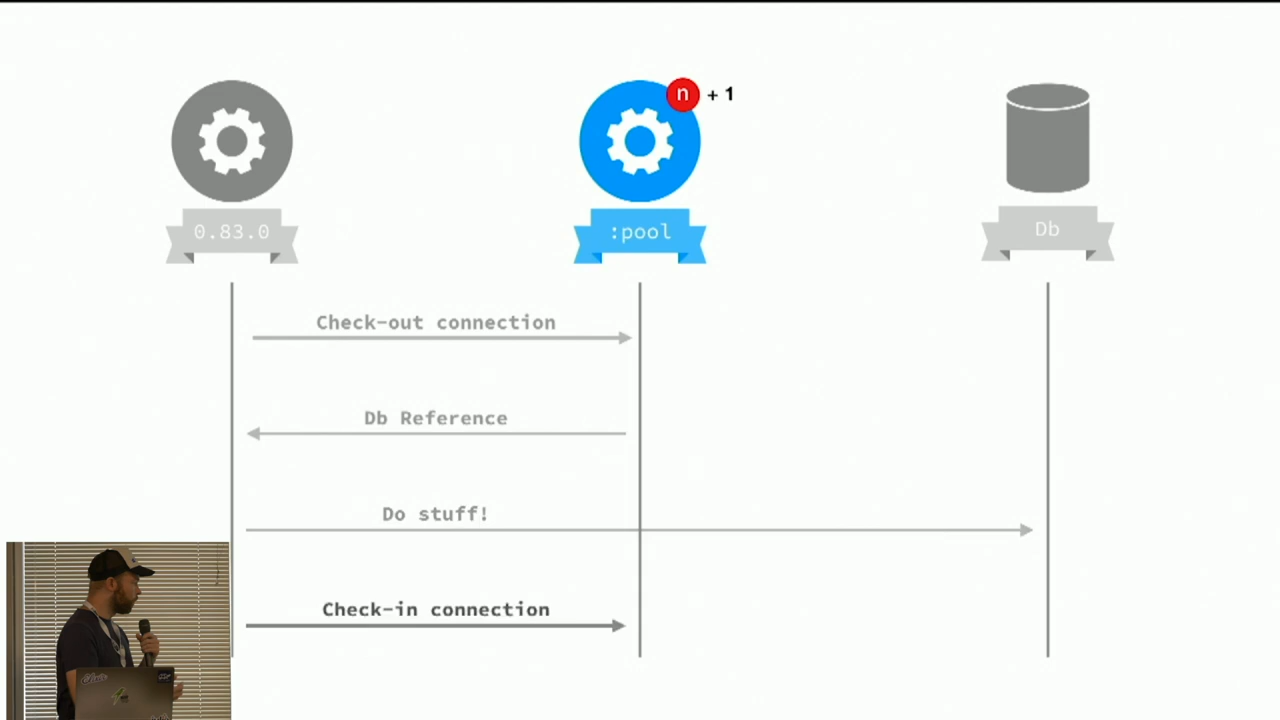 n + 1
0.83.0
:pool
Db
Check-out connection
Db Reference
Do stuff!
Check-in connection